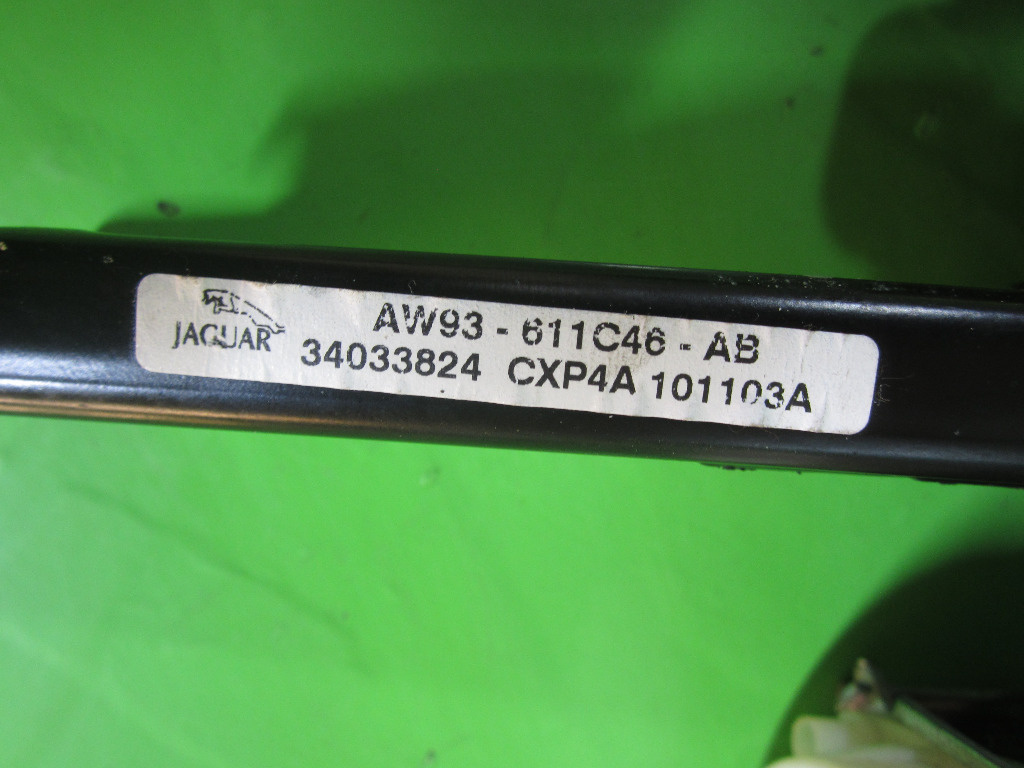 JAGUAR
AW93 - 611C46 - AB
34033824 CXP4A 101103A